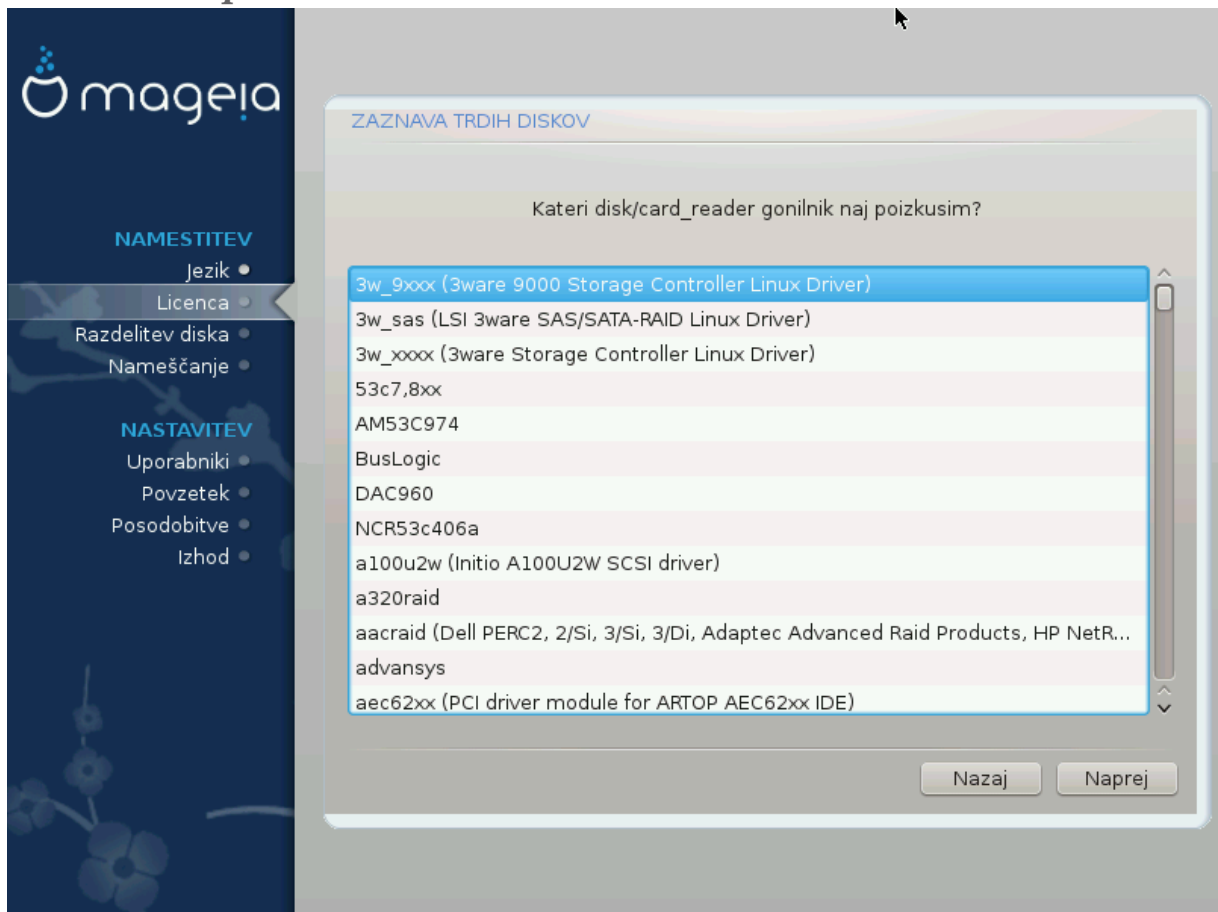 mageia
NAMESTITEV
Jezik
Licenca
Razdelitev diska
Nameščanje
NASTAVITEV
Uporabniki
Povzetek
Posodobitve
Izhod
ZAZNAVA TRDIH DISKOV
Kateri disk/card_reader gonilnik naj poizkusim?
3w_9xxx (3ware 9000 Storage Controller Linux Driver)
3w_sas (LSI 3ware SAS/SATA-RAID Linux Driver)
3w_xxxx (3ware Storage Controller Linux Driver)
53c7,8xx
AM53C974
BusLogic
DAC960
NCR53c406a
a100u2w (Initio A100U2W SCSI driver)
a320raid
aacraid (Dell PERC2, 2/Si, 3/Si, 3/Di, Adaptec Advanced Raid Products, HP NetR...
advansys
aec62xx (PCI driver module for ARTOP AEC62xx IDE)
Nazaj
Naprej